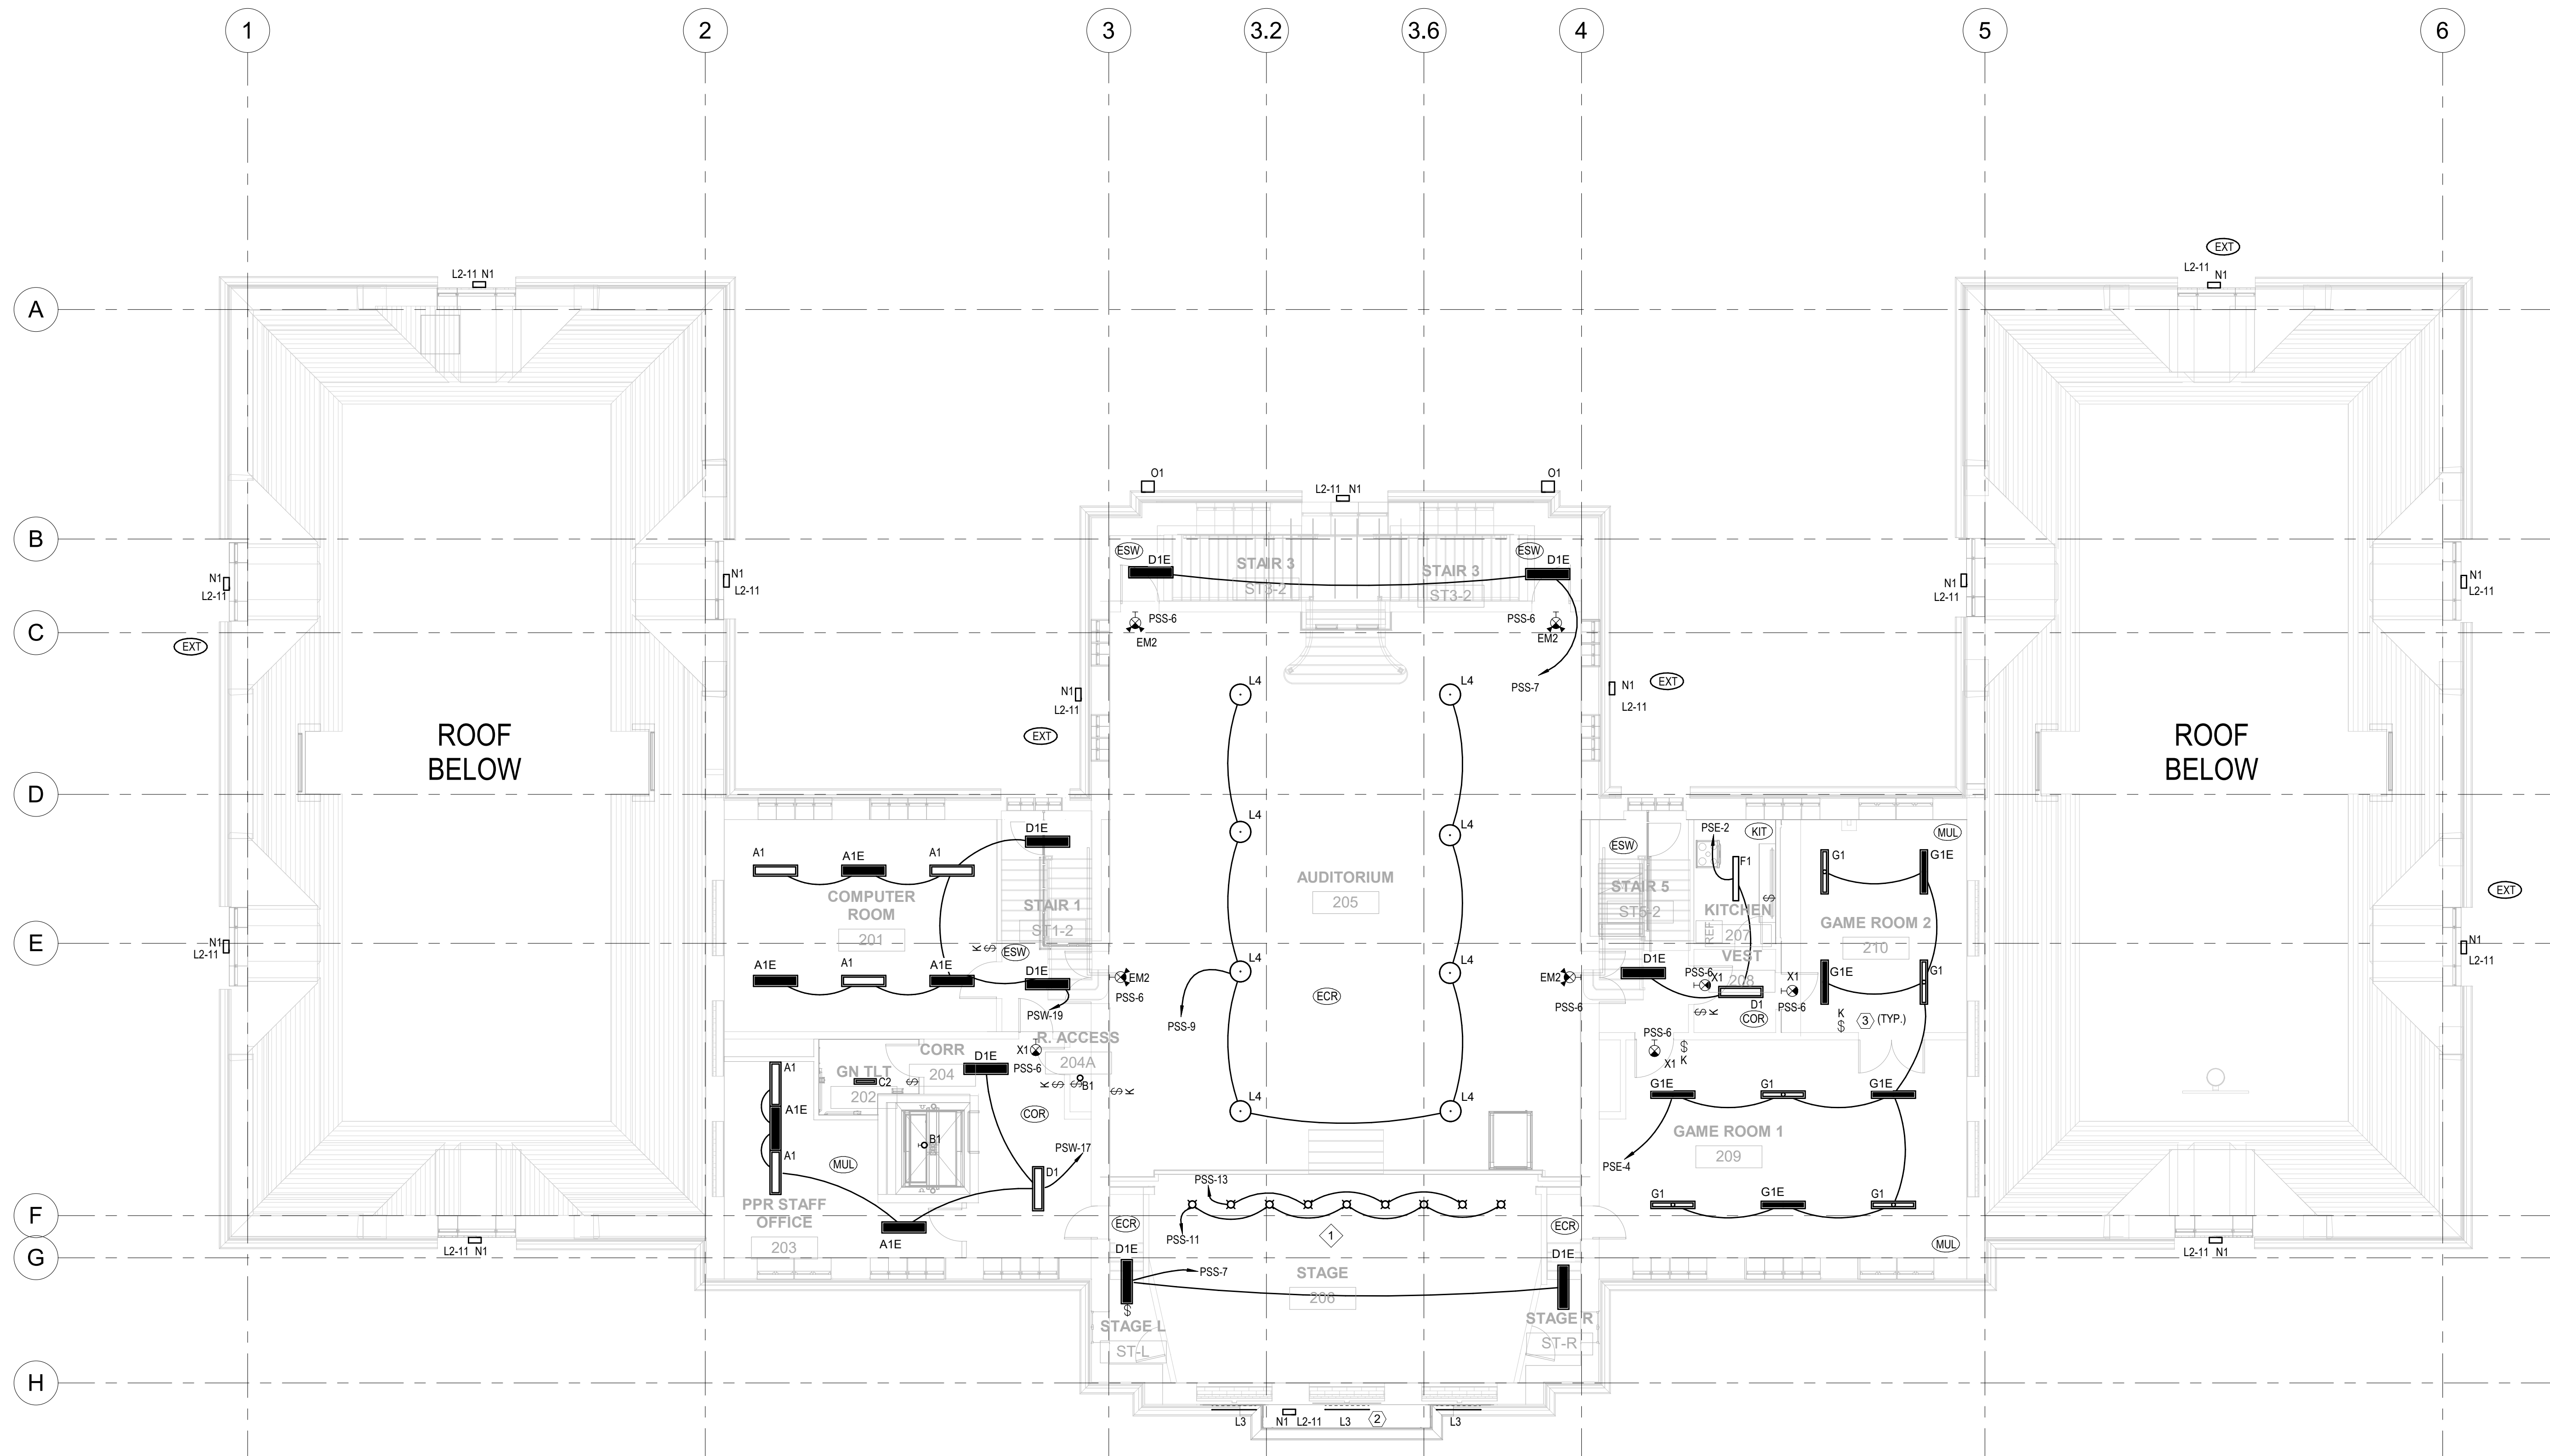 1 2 3 3.2 3.6 4 5 6
EXT
L2-11 N1
L2-11
N1
A
O1
L2-11 N1
O1
B
ESW
D1E
ESW
D1E
STAIR 3
ST3-2
STAIR 3
ST3-2
N1
L2-11
N1
L2-11
N1
L2-11
N1
L2-11
PSS-6
EM2
PSS-6
EM2
C
EXT
L4
L4
PSS-7
N1
L2-11
EXT
N1
L2-11
EXT
ROOF
BELOW
ROOF
BELOW
D
D1E
L4
L4
A1
A1E
A1
COMPUTER
ROOM
201
STAIR 1
ST1-2
AUDITORIUM
205
ESW
STAIR 5
ST5-2
PSE-2
KIT
F1
$
KITCHEN
207
REF.
MUL
G1
G1E
GAME ROOM 2
210
EXT
E
N1
L2-11
K $
ESW
A1E
A1
A1E
D1E
PSW-19
EM2
PSS-6
L4
PSS-9
L4
ECR
EM2
PSS-6
D1E
VEST
208
PSS-6
X1
D1
COR
$ K
X1
PSS-6
G1E
G1
K
$
3 (TYP.)
N1
L2-11
A1
A1E
A1
GN TLT
202
C2
$
CORR
204
D1E
X1
PSS-6
R. ACCESS
204A
K $ $
B1
$ K
COR
B1
MUL
PSW-17
D1
L4
L4
PSS-6
X1
$
K
G1E
G1
G1E
GAME ROOM 1
209
PSE-4
PPR STAFF
OFFICE
203
A1E
PSS-13
PSS-11
G1
G1E
G1
F
ECR
1
ECR
MUL
G
L2-11 N1
L2-11 N1
D1E
PSS-7
$
STAGE
206
D1E
STAGE L
ST-L
STAGE R
ST-R
H
L3
N1 L2-11
L3
2
L3